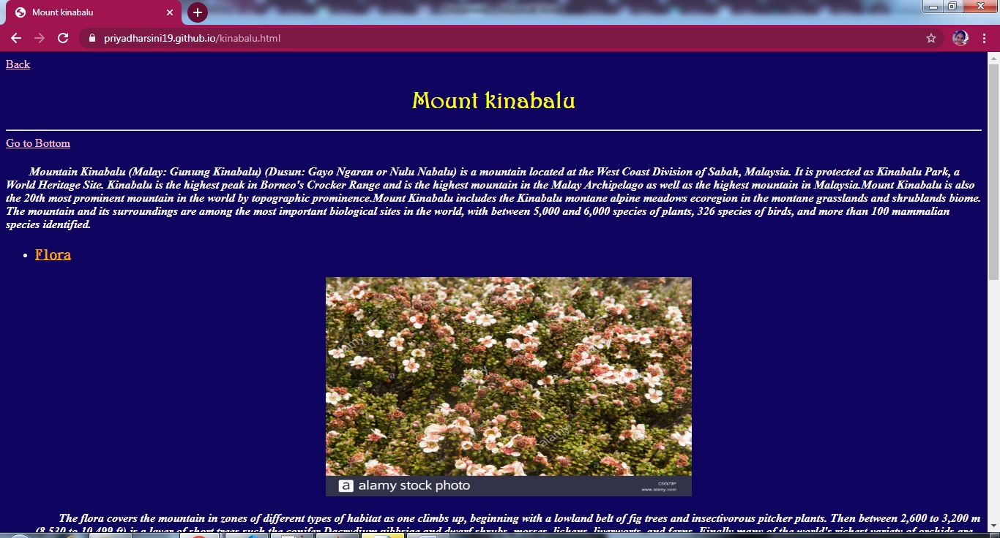 Mount kinabalu
priyadharsini19.github.io/kinabalu.html
Back
Mount kinabalu
Go to Bottom
Mountain Kinabalu (Malay: Gunung Kinabalu) (Dusun: Gayo Ngaran or Nulu Nabalu) is a mountain located at the West Coast Division of Sabah, Malaysia. It is protected as Kinabalu Park, a
World Heritage Site. Kinabalu is the highest peak in Borneo's Crocker Range and is the highest mountain in the Malay Archipelago as well as the highest mountain in Malaysia.Mount Kinabalu is also
the 20th most prominent mountain in the world by topographic prominence.Mount Kinabalu includes the Kinabalu montane alpine meadows ecoregion in the montane grasslands and shrublands biome.
The mountain and its surroundings are among the most important biological sites in the world, with between 5,000 and 6,000 species of plants, 326 species of birds, and more than 100 mammalian
species identified.
Flora
alamy
a
alamy
alamy
a
a alamy stock photo
C5G73P
www.alamy.com
The flora covers the mountain in zones of different types of habitat as one climbs up, beginning with a lowland belt of fig trees and insectivorous pitcher plants. Then between 2,600 to 3,200 m
(8,530 to 10,499 ft) is a layer of short trees such the conifer Dacrydium gibbsiae and dwarf shrubs, mosses, lichens, liverworts, and ferns. Finally many of the world's richest variety of orchids are